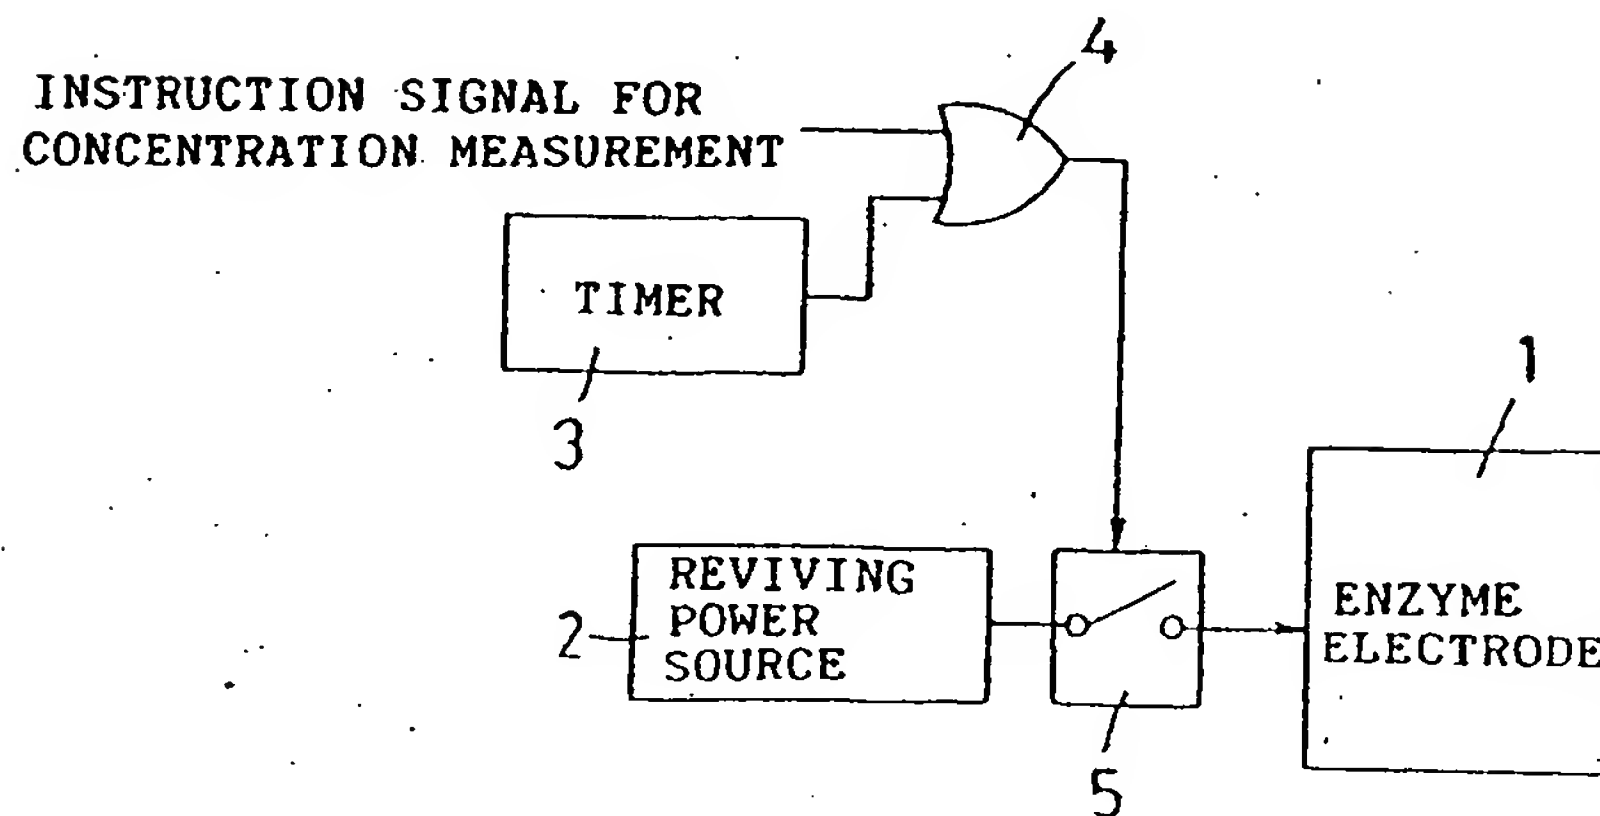 4
INSTRUCTION SIGNAL FOR
CONCENTRATION MEASUREMENT
TIMER
3
1
REVIVING
POWER
SOURCE
2
ENZYME
ELECTRODE
5